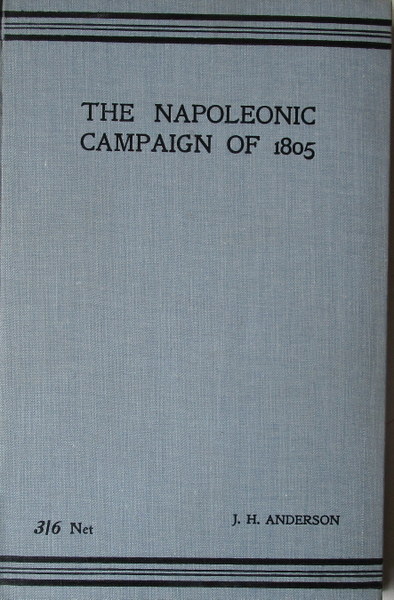 THE NAPOLEONIC
CAMPAIGN OF 1805
3/6 Net
J. H. ANDERSON